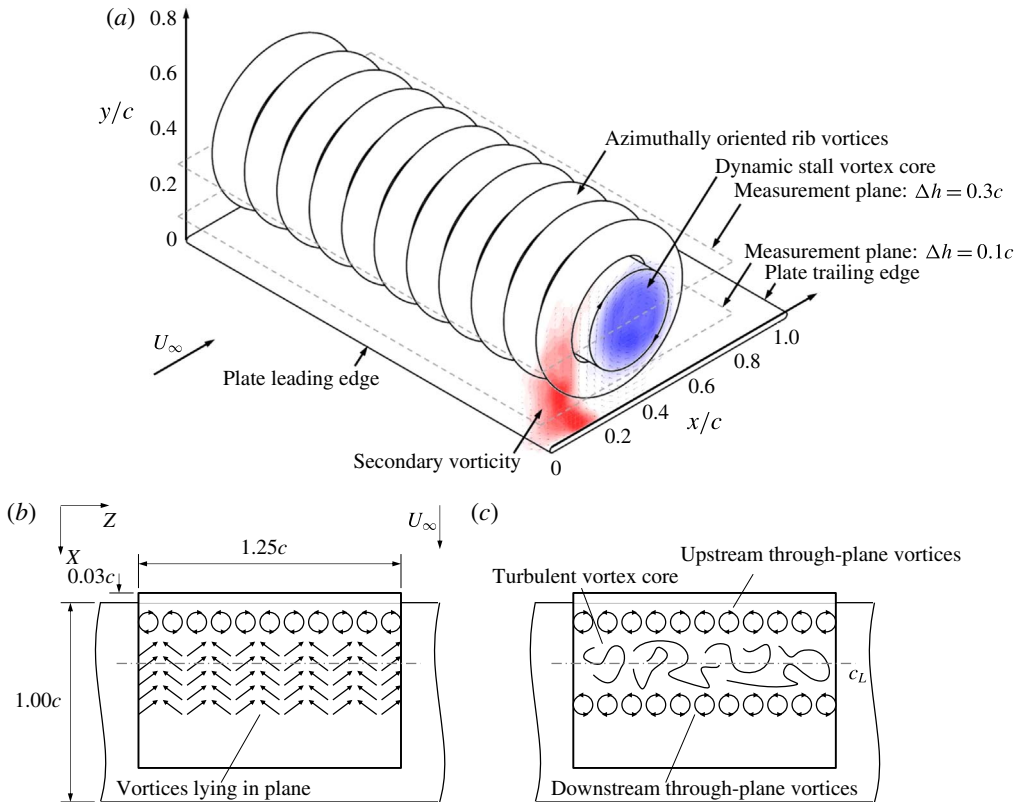 (a)
0.8
0.6
y/c
0.4
0.2
0
Azimuthally oriented rib vortices
Dynamic stall vortex core
Measurement plane: Δh = 0.3c
Measurement plane: Δh = 0.1c
Plate trailing edge
U∞
Plate leading edge
1.0
0.8
0.6
0.4
x/c
0.2
0
Secondary vorticity
(b)
Z
X
U∞
1.25c
0.03c
1.00c
Vortices lying in plane
(c)
Upstream through-plane vortices
Turbulent vortex core
cL
Downstream through-plane vortices